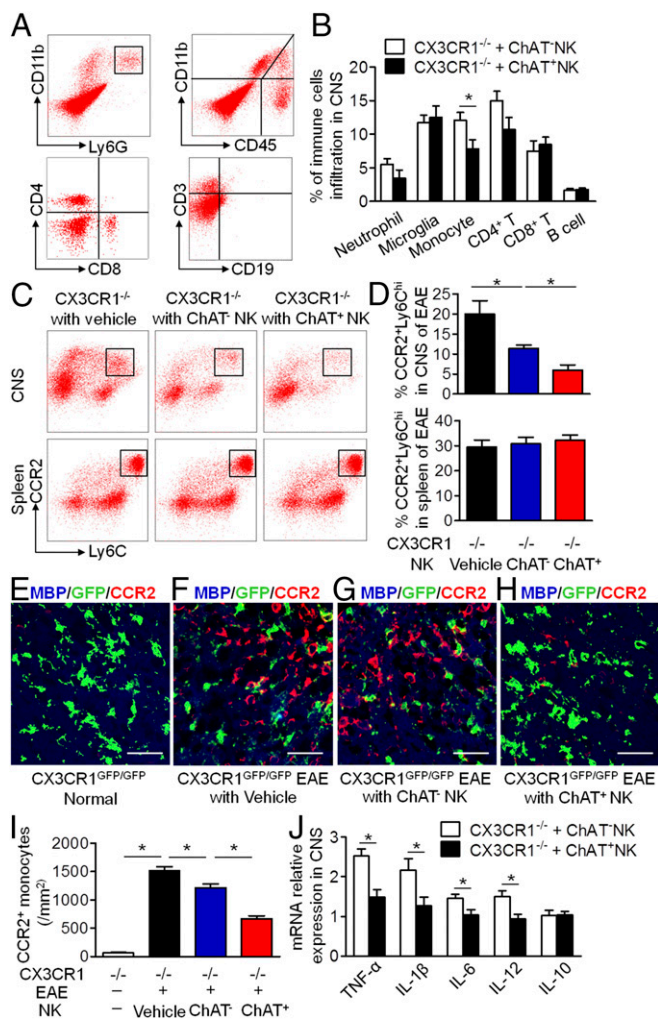 A
CD11b
Ly6G
CD11b
CD45
CD4
CD8
CD3
CD19
B
CX3CR1-/- + ChAT-NK
CX3CR1-/- + ChAT+NK
% of immune cells
infiltration in CNS
20
15
10
5
0
*
Neutrophil
Microglia
Monocyte
CD4+ T
CD8+ T
B cell
C
CX3CR1-/-
with vehicle
CX3CR1-/-
with ChAT- NK
CX3CR1-/-
with ChAT+ NK
CNS
Spleen
CCR2
Ly6C
D
% CCR2+Ly6Chi
in CNS of EAE
25
20
15
10
5
0
* *
% CCR2+Ly6Chi
in spleen of EAE
50
40
30
20
10
0
CX3CR1 -/- -/- -/-
NK Vehicle ChAT- ChAT+
E MBP/GFP/CCR2
CX3CR1GFP/GFP
Normal
F MBP/GFP/CCR2
CX3CR1GFP/GFP EAE
with Vehicle
G MBP/GFP/CCR2
CX3CR1GFP/GFP EAE
with ChAT- NK
H MBP/GFP/CCR2
CX3CR1GFP/GFP EAE
with ChAT+ NK
I
CCR2+ monocytes
(/mm2)
2000
1500
1000
500
0
* * *
CX3CR1 -/- -/- -/- -/-
EAE – + + +
NK – Vehicle ChAT- ChAT+
J
CX3CR1-/- + ChAT-NK
CX3CR1-/- + ChAT+NK
mRNA relative
expression in CNS
3
2
1
0
* * * *
TNF-α
IL-1β
IL-6
IL-12
IL-10